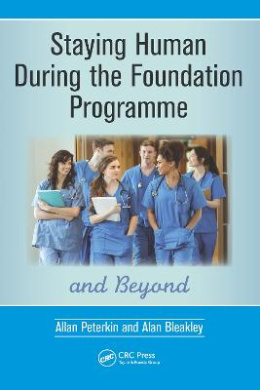 Staying Human
During the Foundation
Programme
and Beyond
Allan Peterkin and Alan Bleakley
CRC Press
Taylor & Francis Group